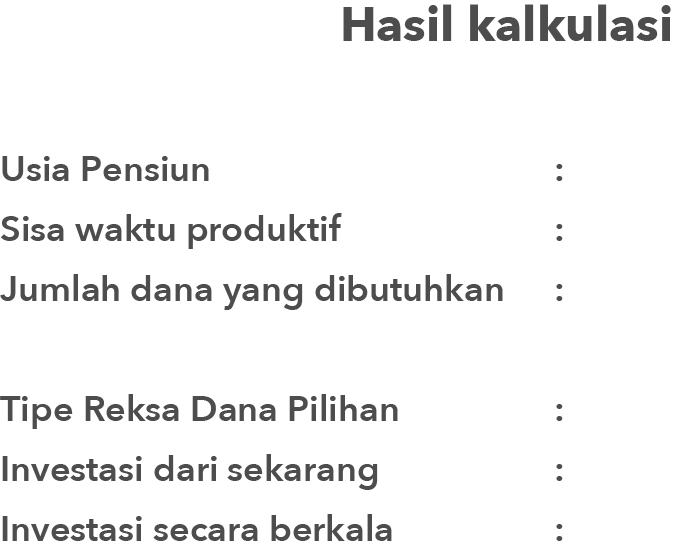 Hasil kalkulasi
Usia Pensiun :
Sisa waktu produktif :
Jumlah dana yang dibutuhkan :
Tipe Reksa Dana Pilihan :
Investasi dari sekarang :
Investasi secara berkala :